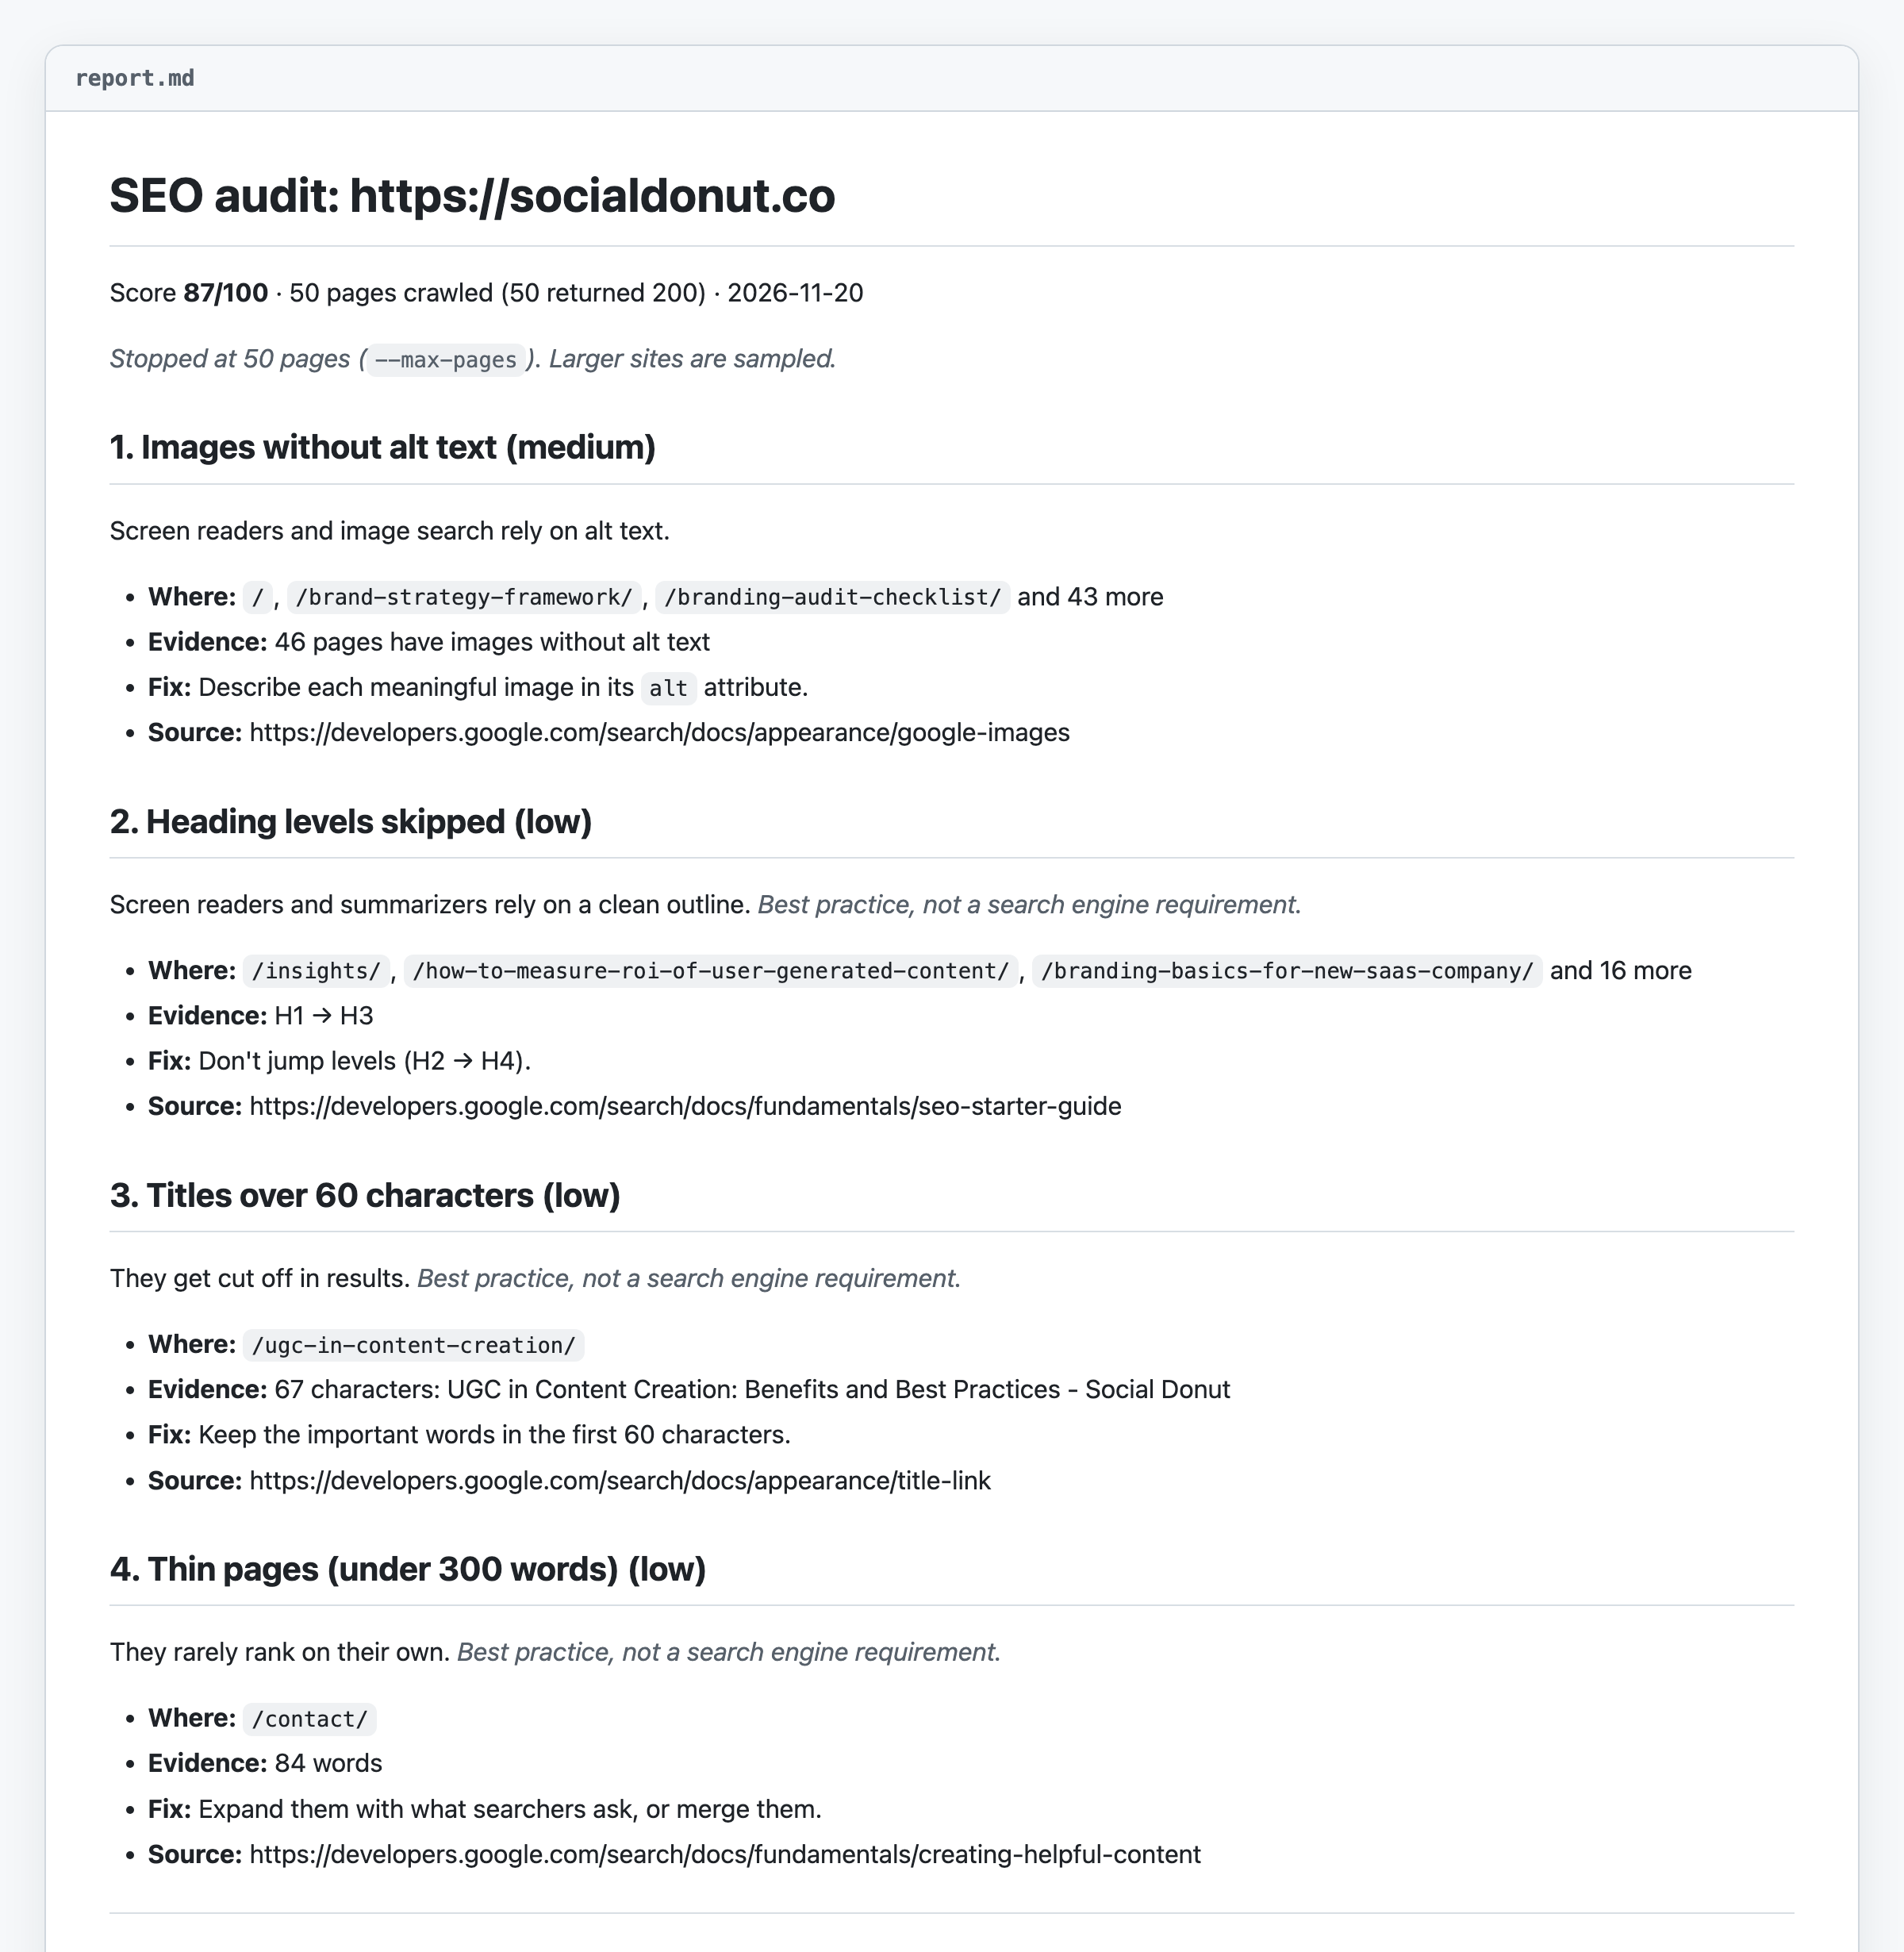 report.md
SEO audit: https://socialdonut.co
Score 87/100 · 50 pages crawled (50 returned 200) · 2026-11-20
Stopped at 50 pages (--max-pages). Larger sites are sampled.
1. Images without alt text (medium)
Screen readers and image search rely on alt text.
• Where: /, /brand-strategy-framework/, /branding-audit-checklist/ and 43 more
• Evidence: 46 pages have images without alt text
• Fix: Describe each meaningful image in its alt attribute.
• Source: https://developers.google.com/search/docs/appearance/google-images
2. Heading levels skipped (low)
Screen readers and summarizers rely on a clean outline. Best practice, not a search engine requirement.
• Where: /insights/, /how-to-measure-roi-of-user-generated-content/, /branding-basics-for-new-saas-company/ and 16 more
• Evidence: H1 → H3
• Fix: Don't jump levels (H2 → H4).
• Source: https://developers.google.com/search/docs/fundamentals/seo-starter-guide
3. Titles over 60 characters (low)
They get cut off in results. Best practice, not a search engine requirement.
• Where: /ugc-in-content-creation/
• Evidence: 67 characters: UGC in Content Creation: Benefits and Best Practices - Social Donut
• Fix: Keep the important words in the first 60 characters.
• Source: https://developers.google.com/search/docs/appearance/title-link
4. Thin pages (under 300 words) (low)
They rarely rank on their own. Best practice, not a search engine requirement.
• Where: /contact/
• Evidence: 84 words
• Fix: Expand them with what searchers ask, or merge them.
• Source: https://developers.google.com/search/docs/fundamentals/creating-helpful-content